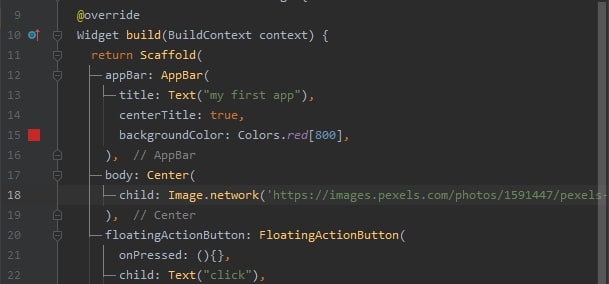 9 @override
10 Widget build(BuildContext context) {
11 return Scaffold(
12 appBar: AppBar(
13 title: Text("my first app"),
14 centerTitle: true,
15 backgroundColor: Colors.red[800],
16 ), // AppBar
17 body: Center(
18 child: Image.network('https://images.pexels.com/photos/1591447/pexels-
19 ), // Center
20 floatingActionButton: FloatingActionButton(
21 onPressed: (){},
22 child: Text("click"),